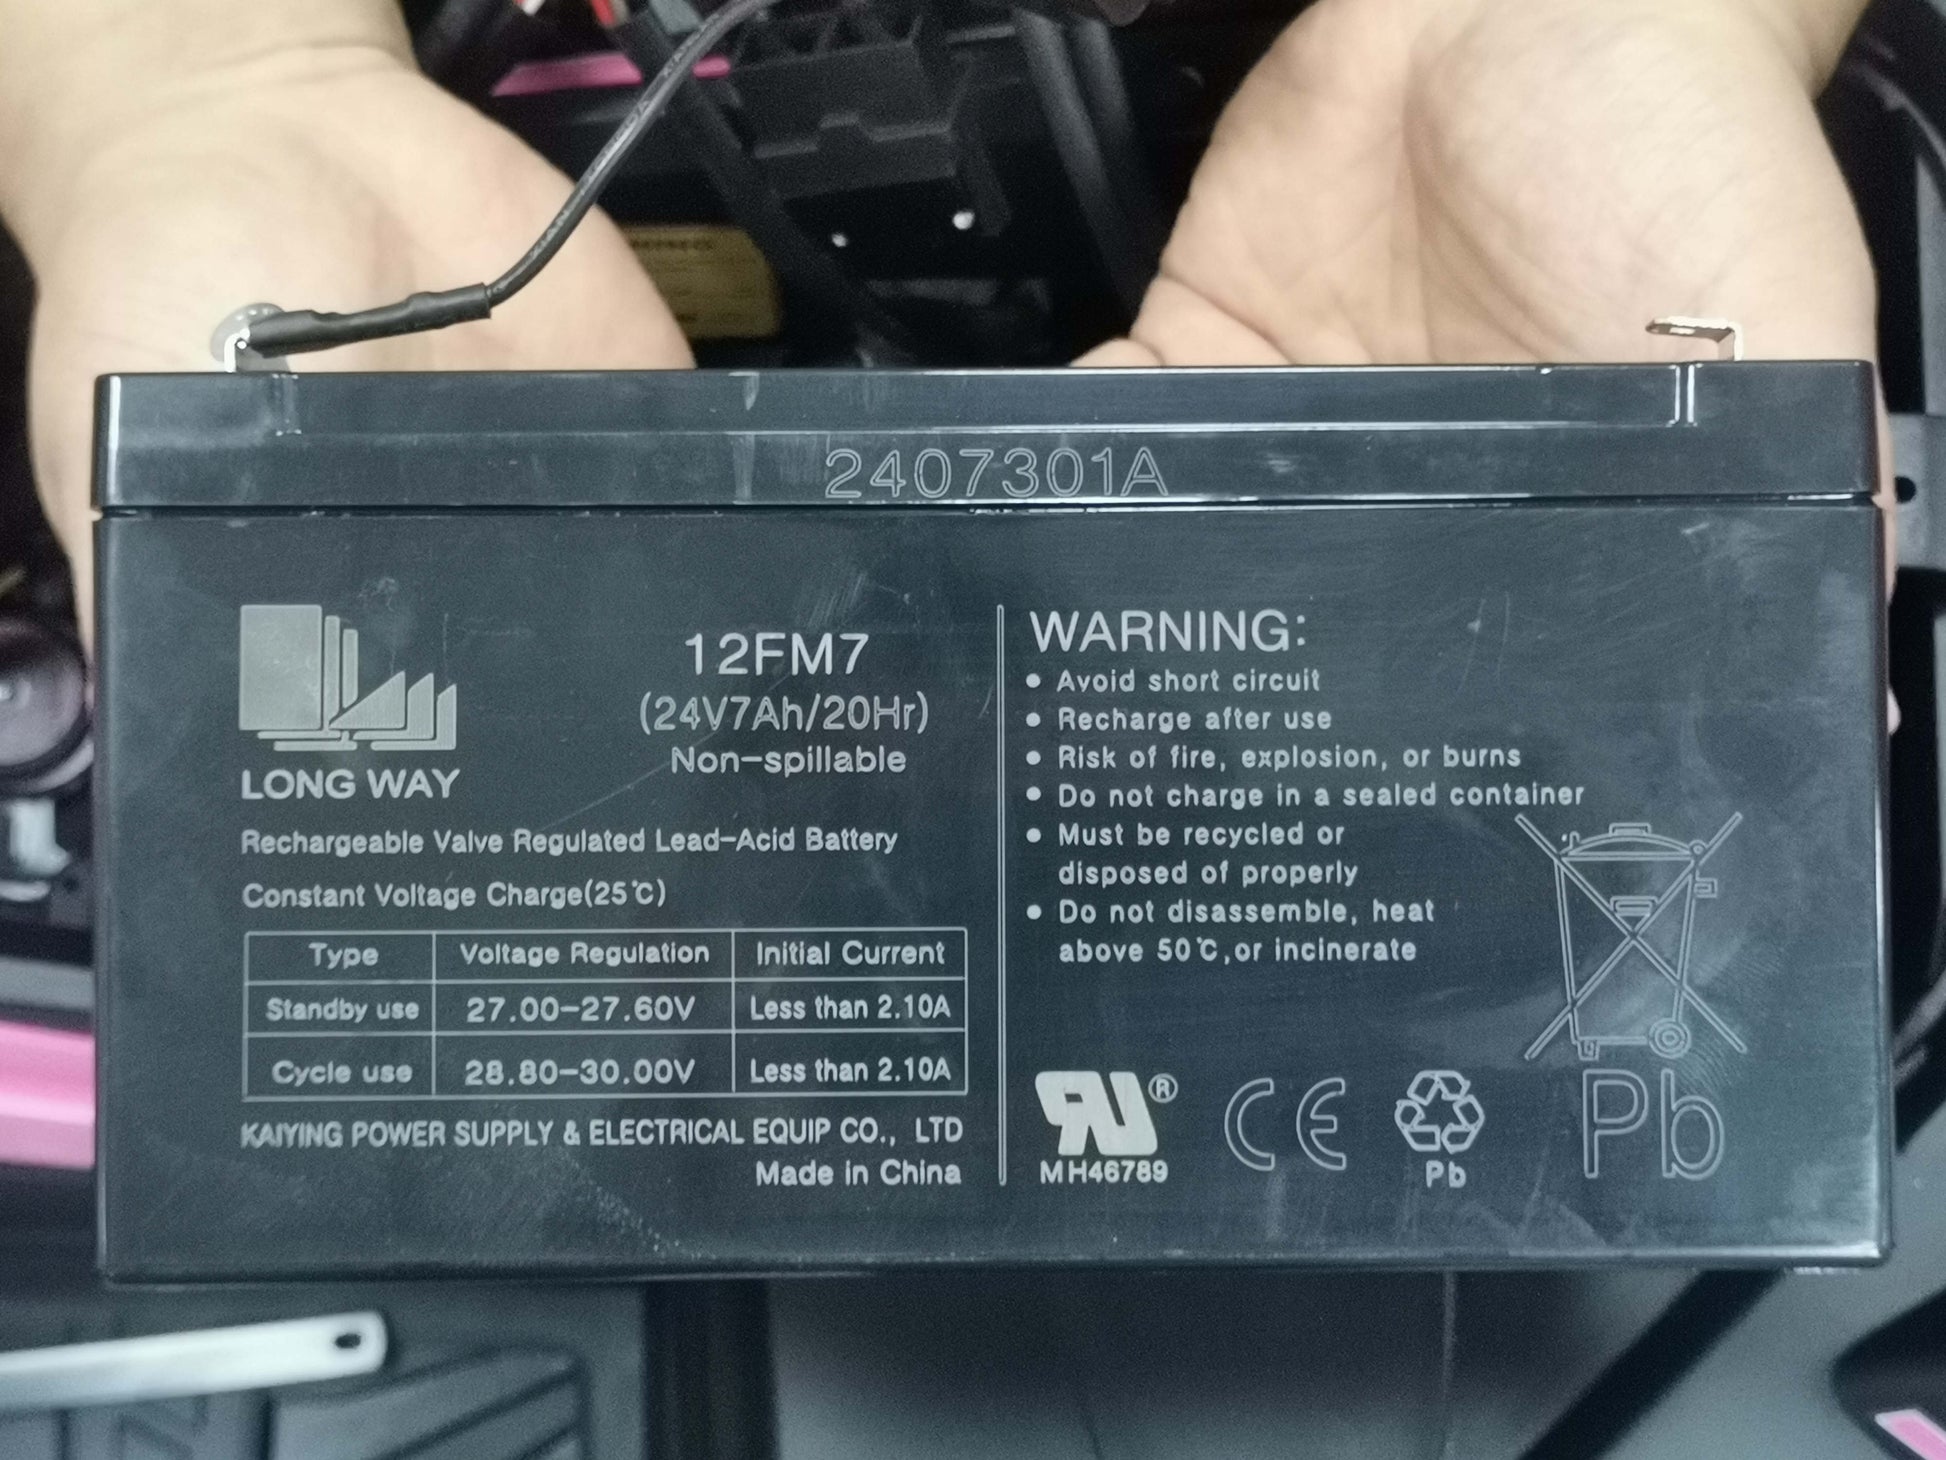 2407301A
LONG WAY
12FM7
(24V7Ah/20Hr)
Non-spillable
Rechargeable Valve Regulated Lead-Acid Battery
Constant Voltage Charge(25℃)
Type Voltage Regulation Initial Current
Standby use 27.00-27.60V Less than 2.10A
Cycle use 28.80-30.00V Less than 2.10A
KAIYING POWER SUPPLY & ELECTRICAL EQUIP CO., LTD
Made in China
WARNING:
• Avoid short circuit
• Recharge after use
• Risk of fire, explosion, or burns
• Do not charge in a sealed container
• Must be recycled or
disposed of properly
• Do not disassemble, heat
above 50℃,or incinerate
RU®
MH46789
CE
Pb
Pb